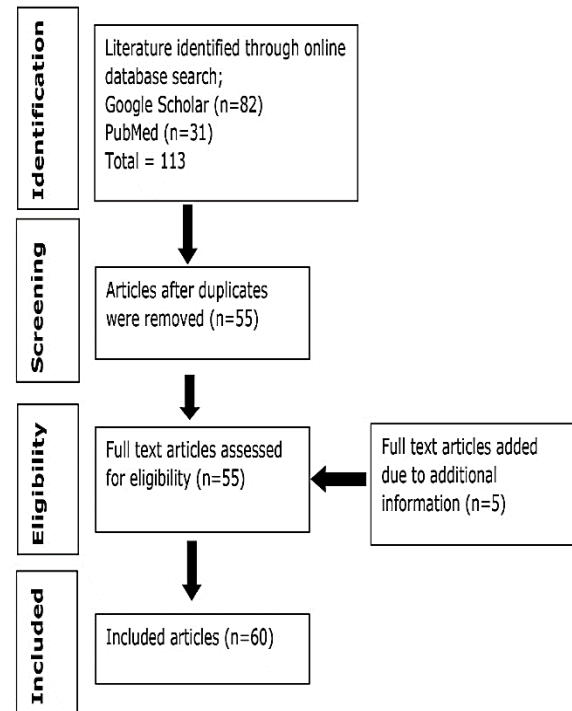 Identification
Literature identified through online
database search;
Google Scholar (n=82)
PubMed (n=31)
Total = 113
Screening
Articles after duplicates
were removed (n=55)
Eligibility
Full text articles assessed
for eligibility (n=55)
Full text articles added
due to additional
information (n=5)
Included
Included articles (n=60)